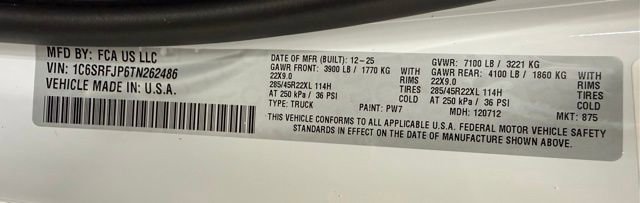 MFD BY: FCA US LLC
VIN: 1C6SRFJP6TN262486
VEHICLE MADE IN: U.S.A.
DATE OF MFR (BUILT): 12-25
GAWR FRONT: 3900 LB / 1770 KG WITH
22X9.0 RIMS
285/45R22XL 114H TIRES
AT 250 kPa / 36 PSI COLD
TYPE: TRUCK PAINT: PW7
GVWR: 7100 LB / 3221 KG
GAWR REAR: 4100 LB / 1860 KG WITH
22X9.0 RIMS
285/45R22XL 114H TIRES
AT 250 kPa / 36 PSI COLD
MDH: 120712 MKT: 875
THIS VEHICLE CONFORMS TO ALL APPLICABLE U.S.A. FEDERAL MOTOR VEHICLE SAFETY
STANDARDS IN EFFECT ON THE DATE OF MANUFACTURE SHOWN ABOVE.